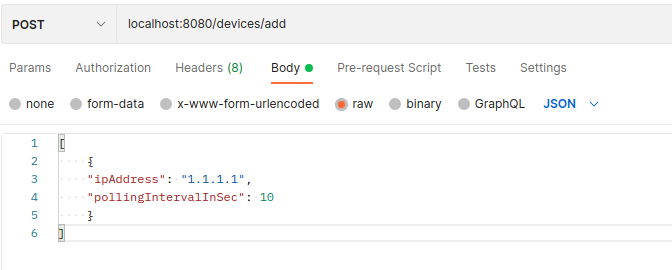 POST localhost:8080/devices/add
Params Authorization Headers (8) Body Pre-request Script Tests Settings
none form-data x-www-form-urlencoded raw binary GraphQL JSON
1 [
2 {
3 "ipAddress": "1.1.1.1",
4 "pollingIntervalInSec": 10
5 }
6 ]